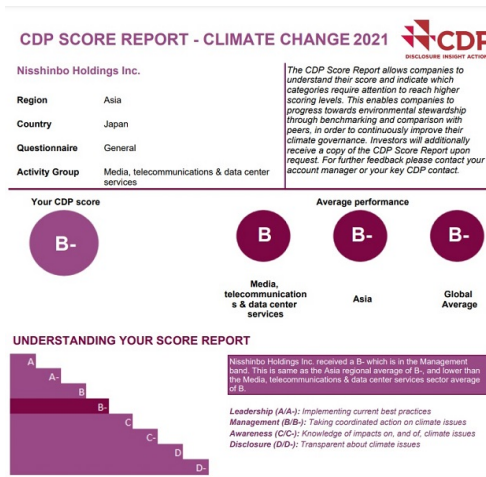 CDP SCORE REPORT - CLIMATE CHANGE 2021
CDP
DISCLOSURE INSIGHT ACTION
Nisshinbo Holdings Inc.
Region Asia
Country Japan
Questionnaire General
Activity Group Media, telecommunications & data center
services
The CDP Score Report allows companies to
understand their score and indicate which
categories require attention to reach higher
scoring levels. This enables companies to
progress towards environmental stewardship
through benchmarking and comparison with
peers, in order to continuously improve their
climate governance. Investors will additionally
receive a copy of the CDP Score Report upon
request. For further feedback please contact your
account manager or your key CDP contact.
Your CDP score
B-
Average performance
B
B-
B-
Media,
telecommunication
s & data center
services
Asia
Global
Average
UNDERSTANDING YOUR SCORE REPORT
A
A-
B
B-
C
C-
D
D-
Nisshinbo Holdings Inc. received a B- which is in the Management
band. This is same as the Asia regional average of B-, and lower than
the Media, telecommunications & data center services sector average
of B.
Leadership (A/A-): Implementing current best practices
Management (B/B-): Taking coordinated action on climate issues
Awareness (C/C-): Knowledge of impacts on, and of, climate issues
Disclosure (D/D-): Transparent about climate issues